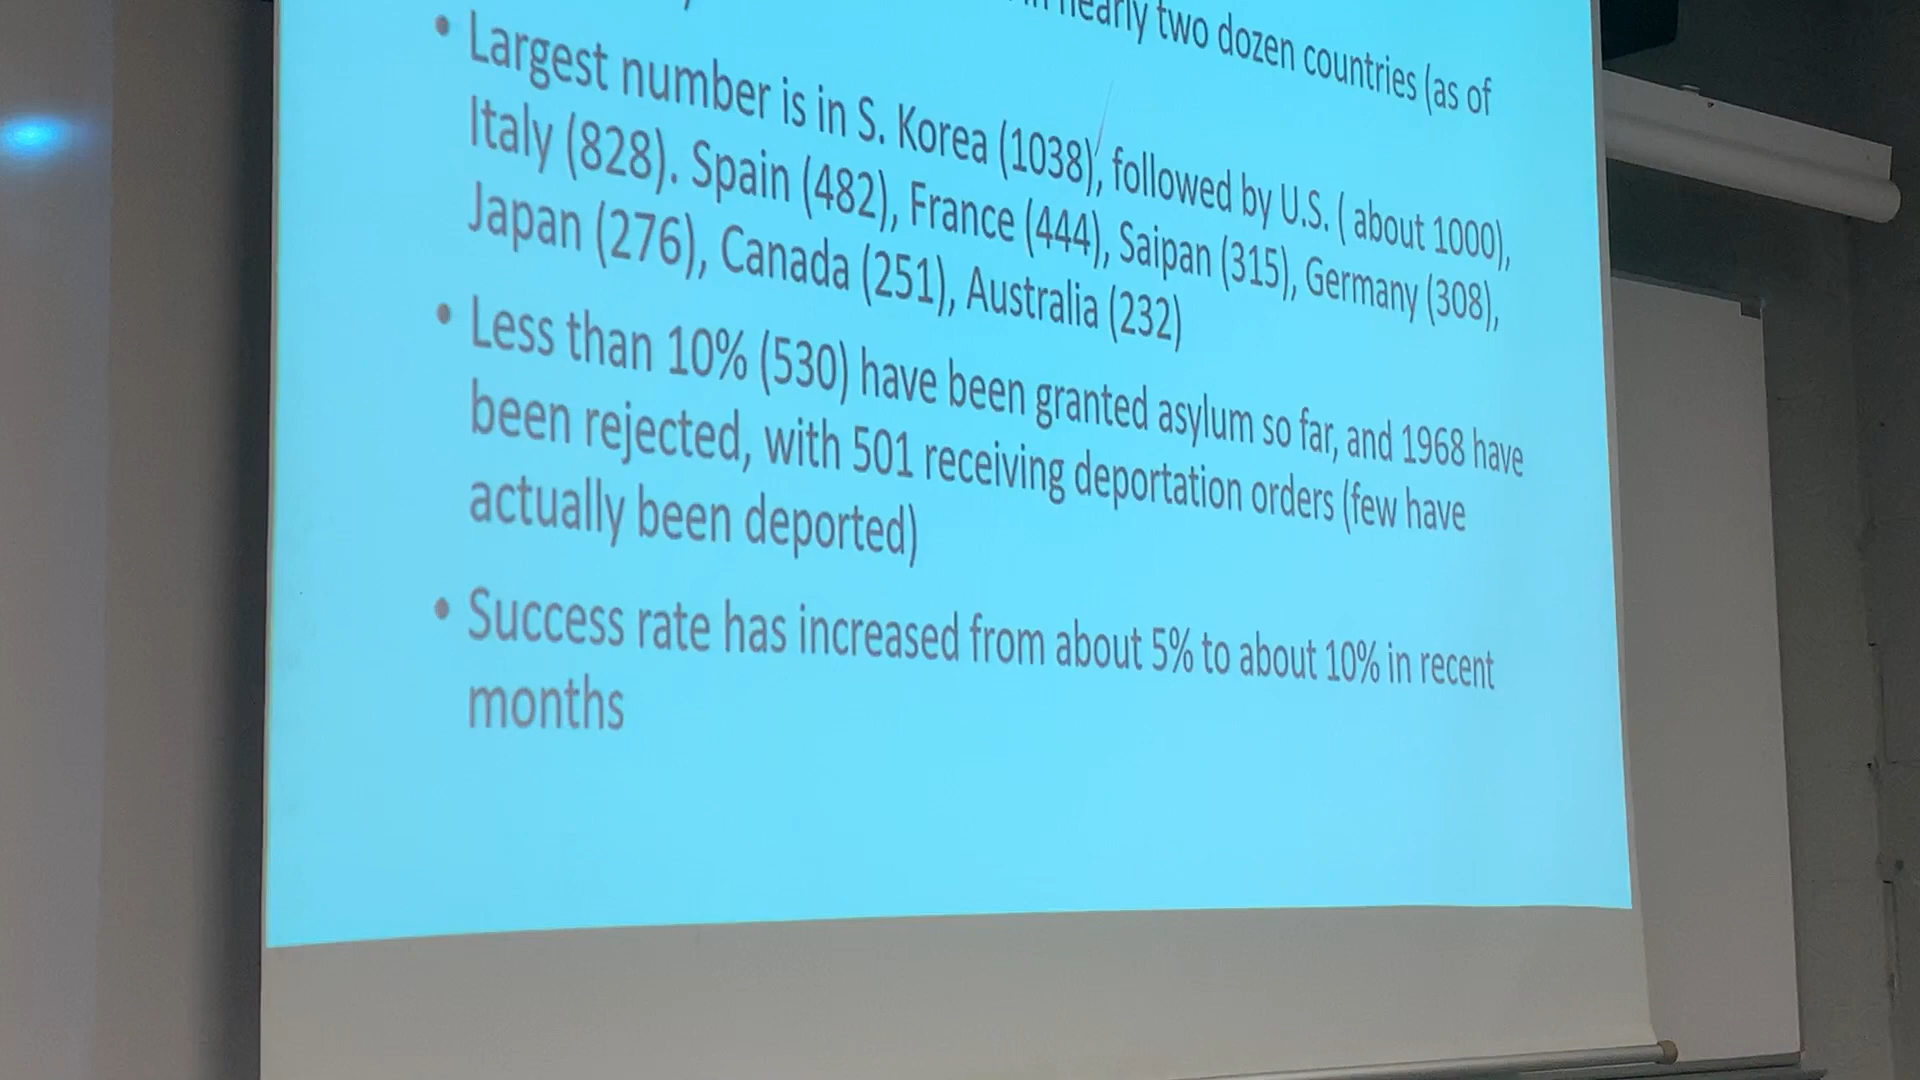 nearly two dozen countries (as of
• Largest number is in S. Korea (1038), followed by U.S. ( about 1000),
Italy (828). Spain (482), France (444), Saipan (315), Germany (308),
Japan (276), Canada (251), Australia (232)
• Less than 10% (530) have been granted asylum so far, and 1968 have
been rejected, with 501 receiving deportation orders (few have
actually been deported)
• Success rate has increased from about 5% to about 10% in recent
months